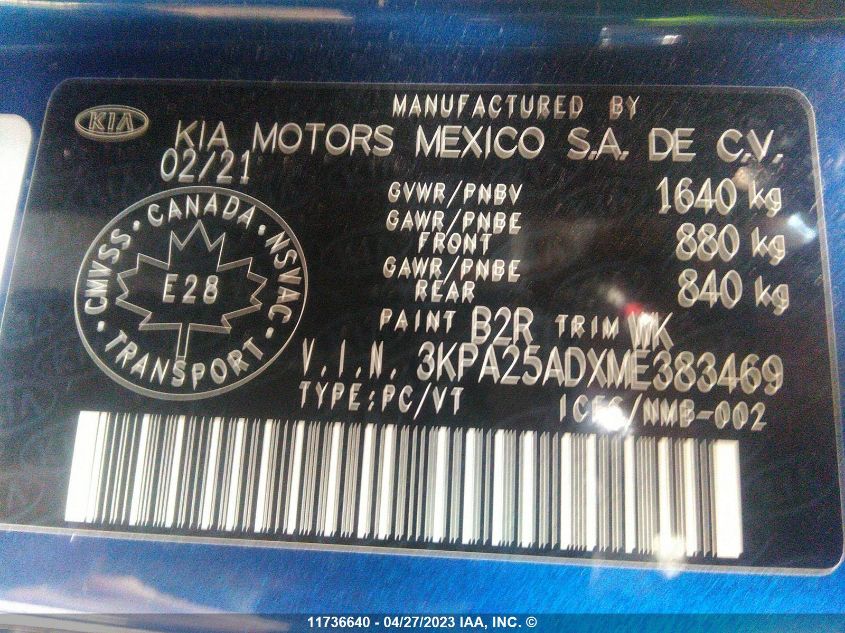 KIA
MANUFACTURED BY
KIA MOTORS MEXICO S.A. DE C.V.
02/21
GVWR/PNBV 1640 kg
GAWR/PNBE FRONT 880 kg
GAWR/PNBE REAR 840 kg
CMVSS · CANADA · NSVAC · TRANSPORT ·
E28
PAINT B2R TRIM WK
V.I.N. 3KPA25ADXME383469
TYPE:PC/VT ICES/NMB-002
11736640 - 04/27/2023 IAA, INC. ©